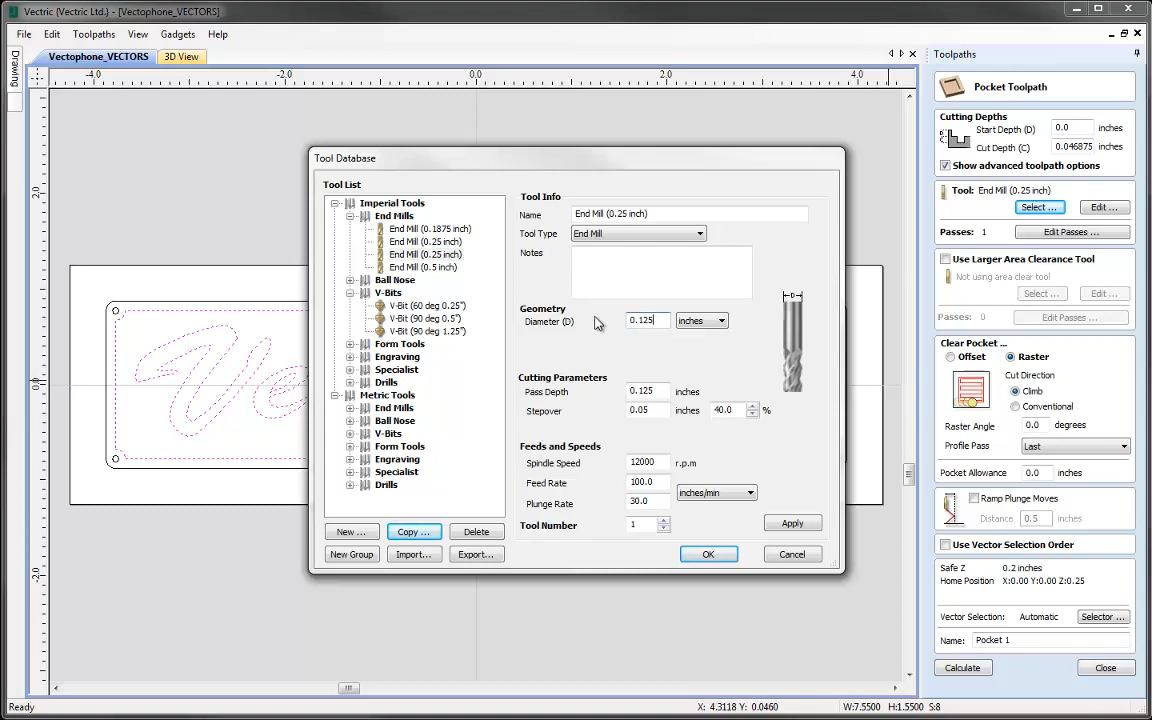 Vectric {Vectric Ltd.} - [Vectophone_VECTORS]
File Edit Toolpaths View Gadgets Help
Vectophone_VECTORS 3D View
Drawing
-4.0 -2.0 0.0 2.0 4.0
2.0
0.0
-2.0
Ve
Tool Database
Tool List
Imperial Tools
End Mills
End Mill (0.1875 inch)
End Mill (0.25 inch)
End Mill (0.25 inch)
End Mill (0.5 inch)
Ball Nose
V-Bits
V-Bit (60 deg 0.25")
V-Bit (90 deg 0.5")
V-Bit (90 deg 1.25")
Form Tools
Engraving
Specialist
Drills
Metric Tools
End Mills
Ball Nose
V-Bits
Form Tools
Engraving
Specialist
Drills
New ... Copy ... Delete
New Group Import... Export...
Tool Info
Name End Mill (0.25 inch)
Tool Type End Mill
Notes
Geometry
Diameter (D) 0.125 inches
D
Cutting Parameters
Pass Depth 0.125 inches
Stepover 0.05 inches 40.0 %
Feeds and Speeds
Spindle Speed 12000 r.p.m
Feed Rate 100.0 inches/min
Plunge Rate 30.0
Tool Number 1 Apply
OK Cancel
Toolpaths
Pocket Toolpath
Cutting Depths
Start Depth (D) 0.0 inches
Cut Depth (C) 0.046875 inches
Show advanced toolpath options
Tool: End Mill (0.25 inch)
Select ... Edit ...
Passes: 1 Edit Passes ...
Use Larger Area Clearance Tool
Not using area clear tool
Select ... Edit ...
Passes: 0 Edit Passes ...
Clear Pocket ...
Offset Raster
Cut Direction
Climb
Conventional
Raster Angle 0.0 degrees
Profile Pass Last
Pocket Allowance 0.0 inches
Ramp Plunge Moves
Distance 0.5 inches
Use Vector Selection Order
Safe Z 0.2 inches
Home Position X:0.00 Y:0.00 Z:0.25
Vector Selection: Automatic Selector ...
Name: Pocket 1
Calculate Close
Ready X: 4.3118 Y: 0.0460 W:7.5500 H:1.5500 S:8